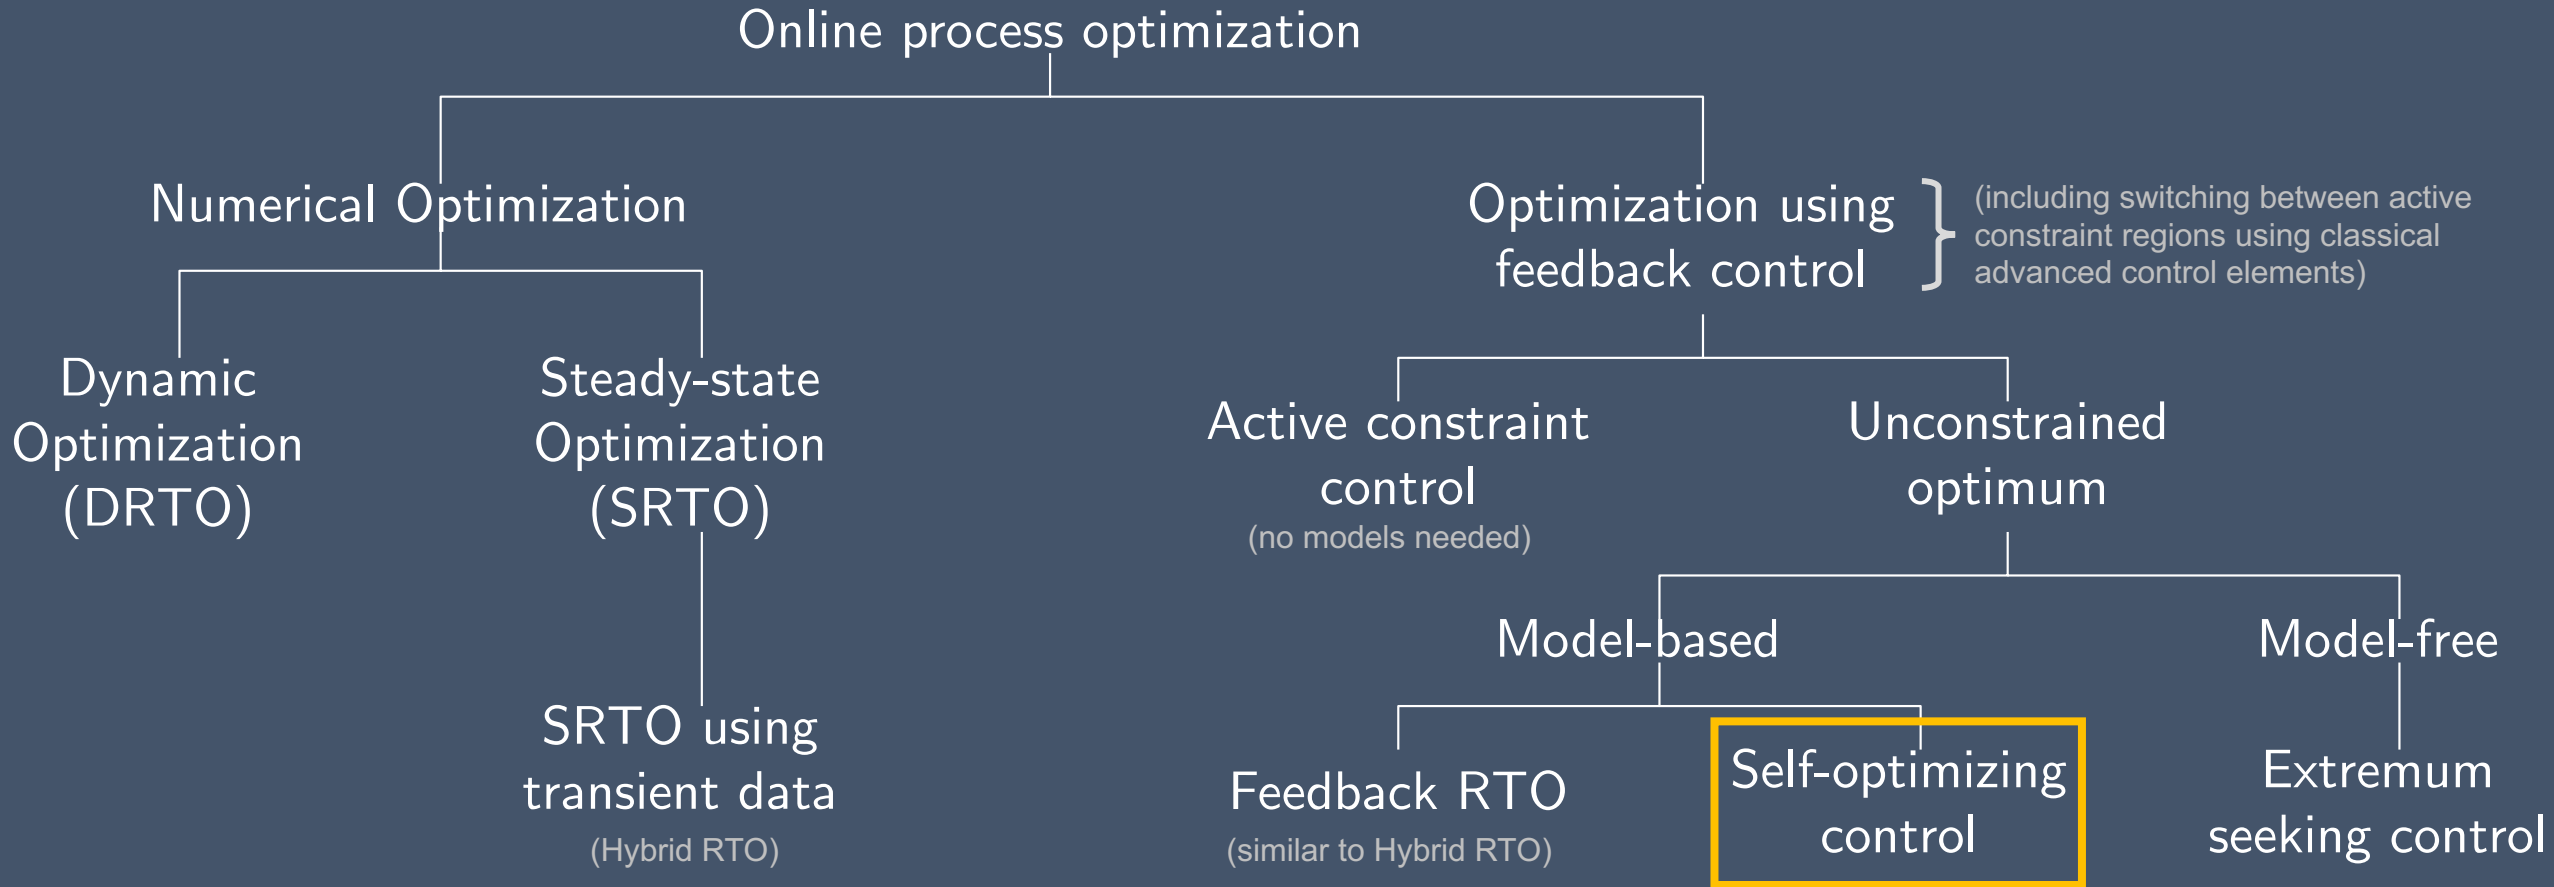 Online process optimization
Numerical Optimization
Optimization using
feedback control
(including switching between active
constraint regions using classical
advanced control elements)
Dynamic
Optimization
(DRTO)
Steady-state
Optimization
(SRTO)
Active constraint
control
(no models needed)
Unconstrained
optimum
Model-based
Model-free
SRTO using
transient data
(Hybrid RTO)
Feedback RTO
(similar to Hybrid RTO)
Self-optimizing
control
Extremum
seeking control